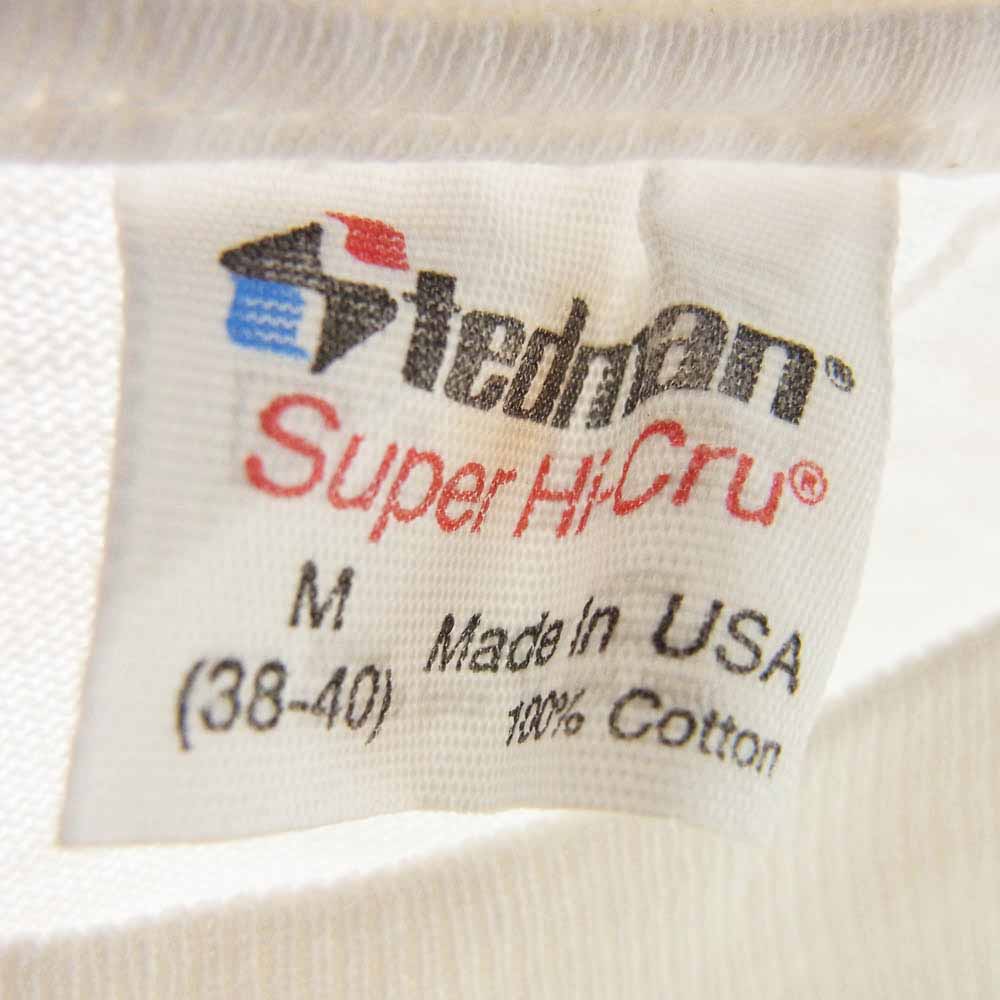 Stedman®
Super Hi-Cru®
M
(38-40)
Made in USA
100% Cotton